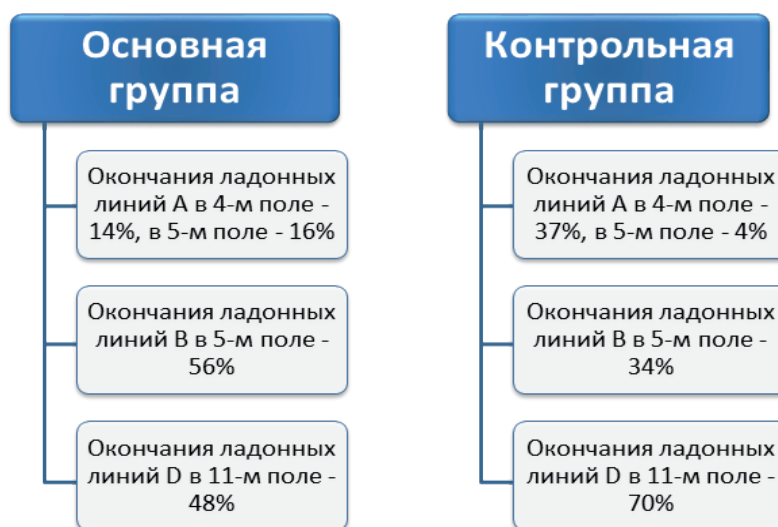 Основная
группа
Окончания ладонных
линий A в 4-м поле -
14%, в 5-м поле - 16%
Окончания ладонных
линий B в 5-м поле -
56%
Окончания ладонных
линий D в 11-м поле -
48%
Контрольная
группа
Окончания ладонных
линий A в 4-м поле -
37%, в 5-м поле - 4%
Окончания ладонных
линий B в 5-м поле -
34%
Окончания ладонных
линий D в 11-м поле -
70%